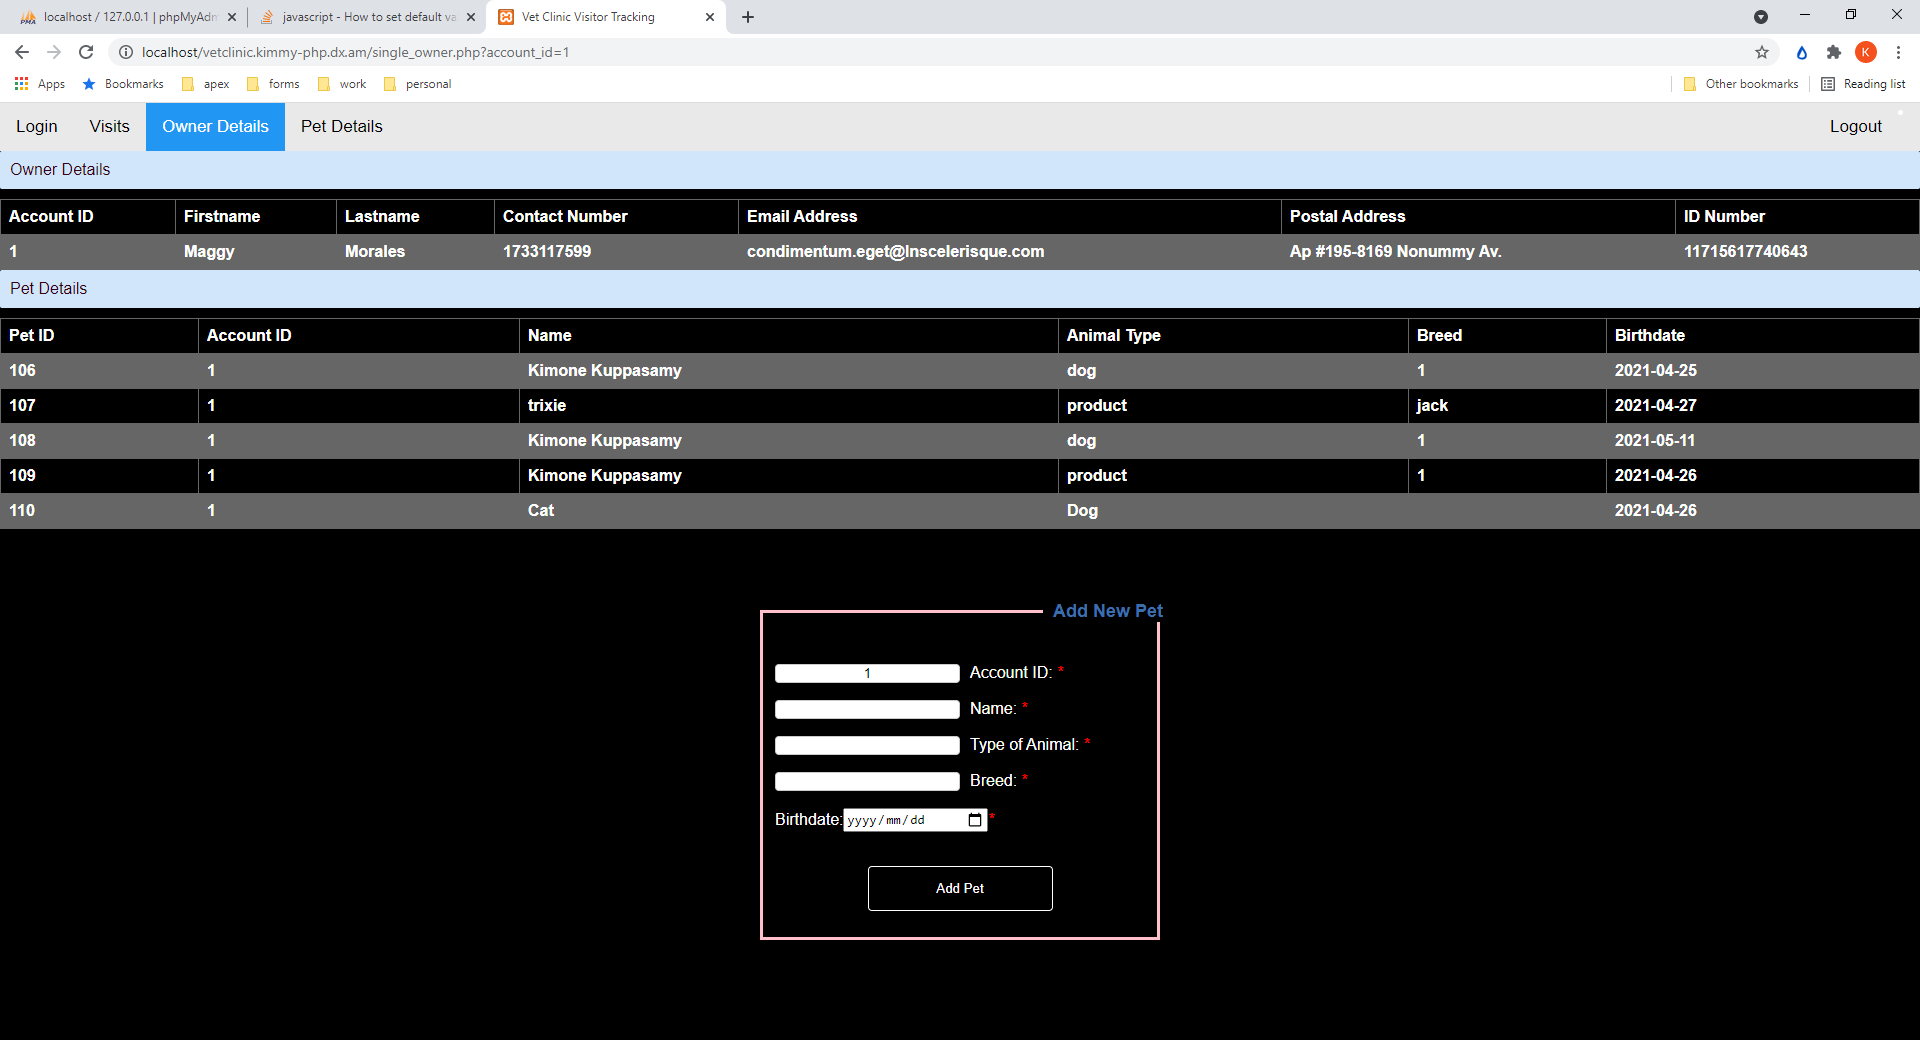 localhost / 127.0.0.1 | phpMyAdm
javascript - How to set default va
Vet Clinic Visitor Tracking
localhost/vetclinic.kimmy-php.dx.am/single_owner.php?account_id=1
K
Apps Bookmarks apex forms work personal Other bookmarks Reading list
Login Visits Owner Details Pet Details Logout
Owner Details
Account ID Firstname Lastname Contact Number Email Address Postal Address ID Number
1 Maggy Morales 1733117599 condimentum.eget@Inscelerisque.com Ap #195-8169 Nonummy Av. 11715617740643
Pet Details
Pet ID Account ID Name Animal Type Breed Birthdate
106 1 Kimone Kuppasamy dog 1 2021-04-25
107 1 trixie product jack 2021-04-27
108 1 Kimone Kuppasamy dog 1 2021-05-11
109 1 Kimone Kuppasamy product 1 2021-04-26
110 1 Cat Dog 2021-04-26
Add New Pet
1 Account ID: *
Name: *
Type of Animal: *
Breed: *
Birthdate: yyyy/mm/dd *
Add Pet